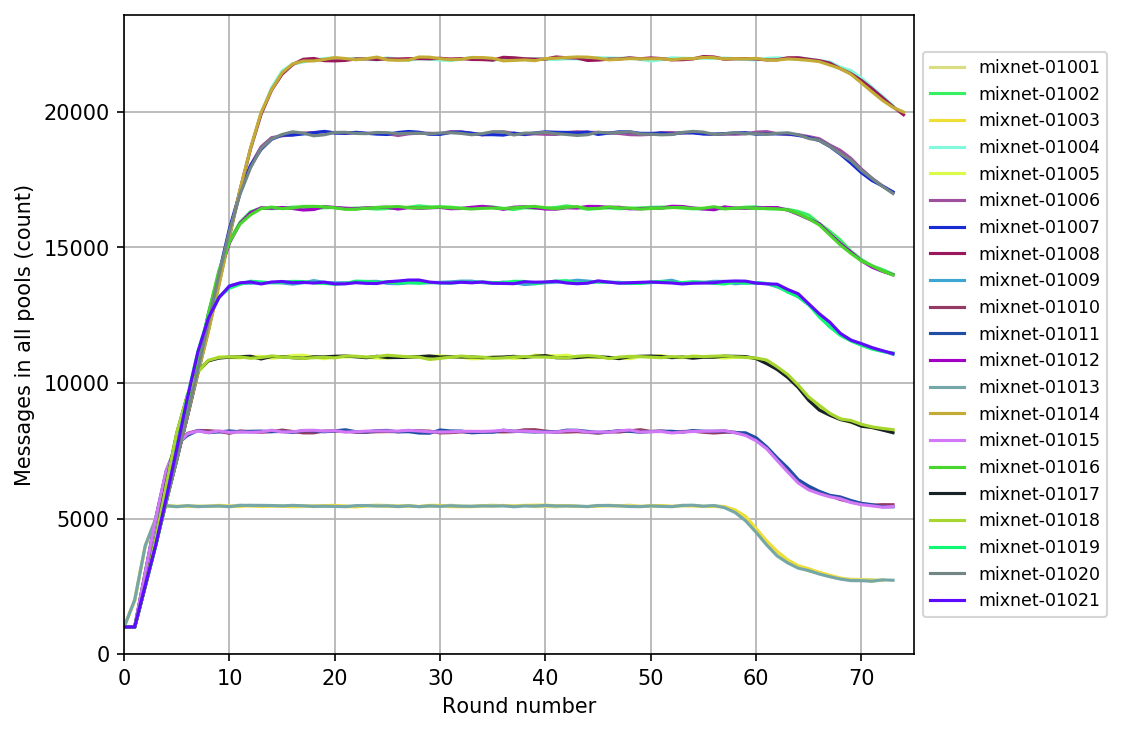 Messages in all pools (count)
20000
15000
10000
5000
0
0 10 20 30 40 50 60 70
Round number
mixnet-01001
mixnet-01002
mixnet-01003
mixnet-01004
mixnet-01005
mixnet-01006
mixnet-01007
mixnet-01008
mixnet-01009
mixnet-01010
mixnet-01011
mixnet-01012
mixnet-01013
mixnet-01014
mixnet-01015
mixnet-01016
mixnet-01017
mixnet-01018
mixnet-01019
mixnet-01020
mixnet-01021